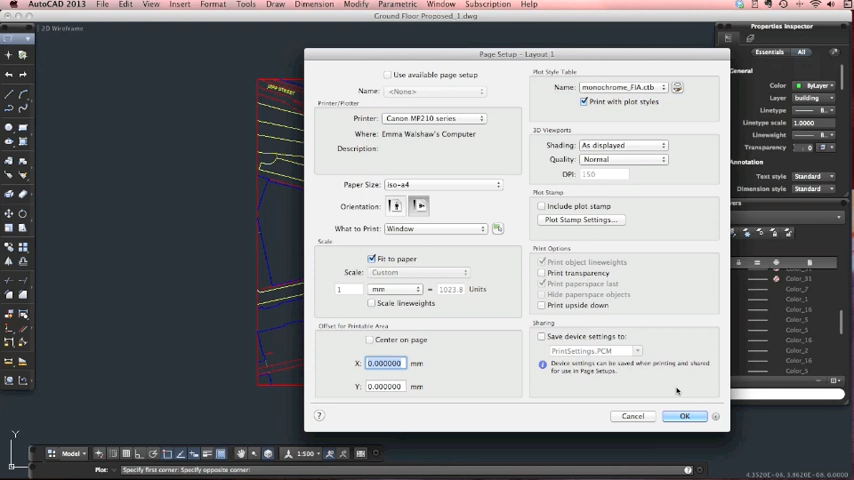 AutoCAD 2013 File Edit View Insert Format Tools Draw Dimension Modify Parametric Window Subscription Help
Ground Floor Proposed_1.dwg
2D Wireframe
Properties Inspector
Page Setup - Layout 1
Essentials All
Use available page setup
Name: <None>
Printer/Plotter
Printer: Canon MP210 series
Where: Emma Walshaw's Computer
Description:
Paper Size: iso-a4
Orientation:
What to Print: Window
Scale
Fit to paper
Scale: Custom
1 mm = 1023.8 Units
Scale lineweights
Offset for Printable Area
Center on page
X: 0.000000 mm
Y: 0.000000 mm
Plot Style Table
Name: monochrome_FIA.ctb
Print with plot styles
3D Viewports
Shading: As displayed
Quality: Normal
DPI: 150
Plot Stamp
Include plot stamp
Plot Stamp Settings...
Print Options
Print object lineweights
Print transparency
Print paperspace last
Hide paperspace objects
Print upside down
Sharing
Save device settings to:
PrintSettings.PCM
Device settings can be saved when printing and shared
for use in Page Setups.
Cancel OK
General
Color ByLayer
Layer building
Linetype
Linetype scale 1.0000
Lineweight
Transparency 0
Annotation
Text style Standard
Dimension style Standard
Color_31
Color_7
Color_1
Color_2
Color_1
Color_5
Color_1
Color_16
Color_2
Color_5
Y
Model
1:500
Plot: Specify first corner: Specify opposite corner: